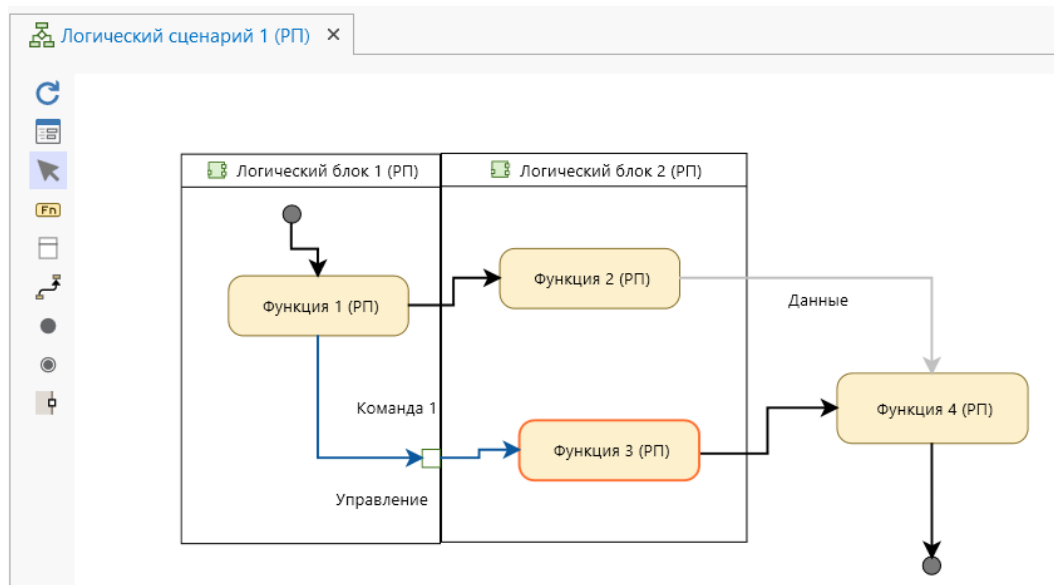 Логический сценарий 1 (РП)
Fn
Логический блок 1 (РП)
Логический блок 2 (РП)
Функция 1 (РП)
Функция 2 (РП)
Данные
Команда 1
Функция 4 (РП)
Функция 3 (РП)
Управление